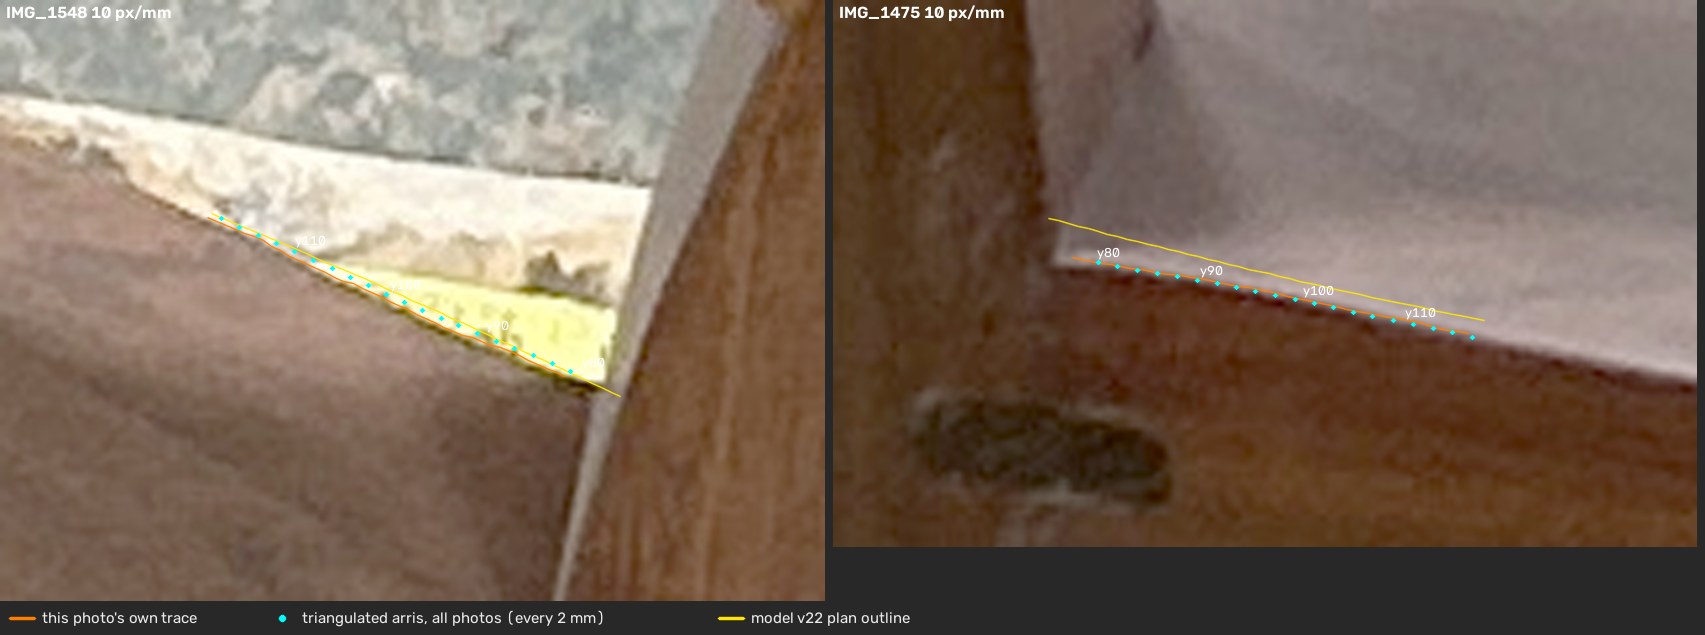 IMG_1548 10 px/mm
IMG_1475 10 px/mm
y110
y80
y90
y100
y110
this photo's own trace
triangulated arris, all photos (every 2 mm)
model v22 plan outline